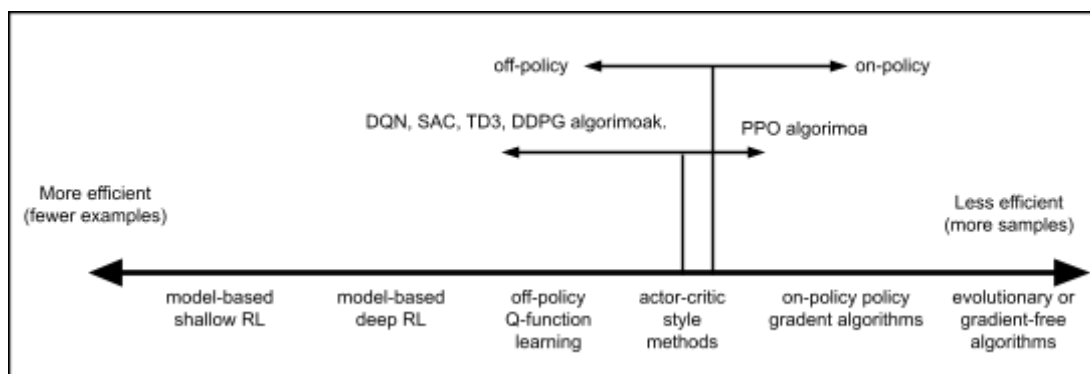 off-policy
on-policy
DQN, SAC, TD3, DDPG algorimoak.
PPO algorimoa
More efficient
(fewer examples)
Less efficient
(more samples)
model-based
shallow RL
model-based
deep RL
off-policy
Q-function
learning
actor-critic
style
methods
on-policy policy
gradent algorithms
evolutionary or
gradient-free
algorithms